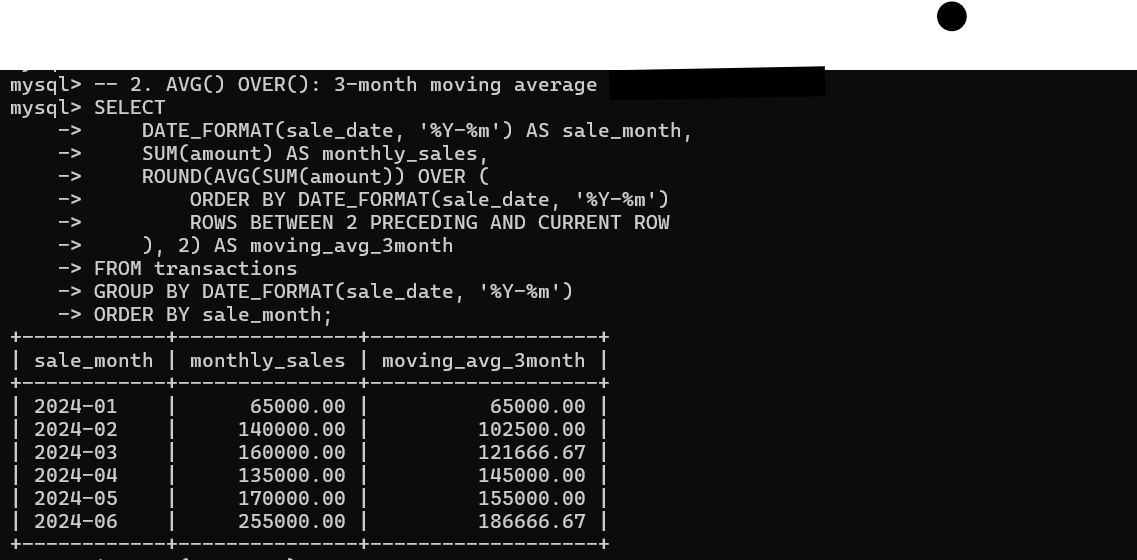 mysql> -- 2. AVG() OVER(): 3-month moving average
mysql> SELECT
    ->     DATE_FORMAT(sale_date, '%Y-%m') AS sale_month,
    ->     SUM(amount) AS monthly_sales,
    ->     ROUND(AVG(SUM(amount)) OVER (
    ->         ORDER BY DATE_FORMAT(sale_date, '%Y-%m')
    ->         ROWS BETWEEN 2 PRECEDING AND CURRENT ROW
    ->     ), 2) AS moving_avg_3month
    -> FROM transactions
    -> GROUP BY DATE_FORMAT(sale_date, '%Y-%m')
    -> ORDER BY sale_month;
+------------+---------------+-------------------+
| sale_month | monthly_sales | moving_avg_3month |
+------------+---------------+-------------------+
| 2024-01    |      65000.00 |          65000.00 |
| 2024-02    |     140000.00 |         102500.00 |
| 2024-03    |     160000.00 |         121666.67 |
| 2024-04    |     135000.00 |         145000.00 |
| 2024-05    |     170000.00 |         155000.00 |
| 2024-06    |     255000.00 |         186666.67 |
+------------+---------------+-------------------+